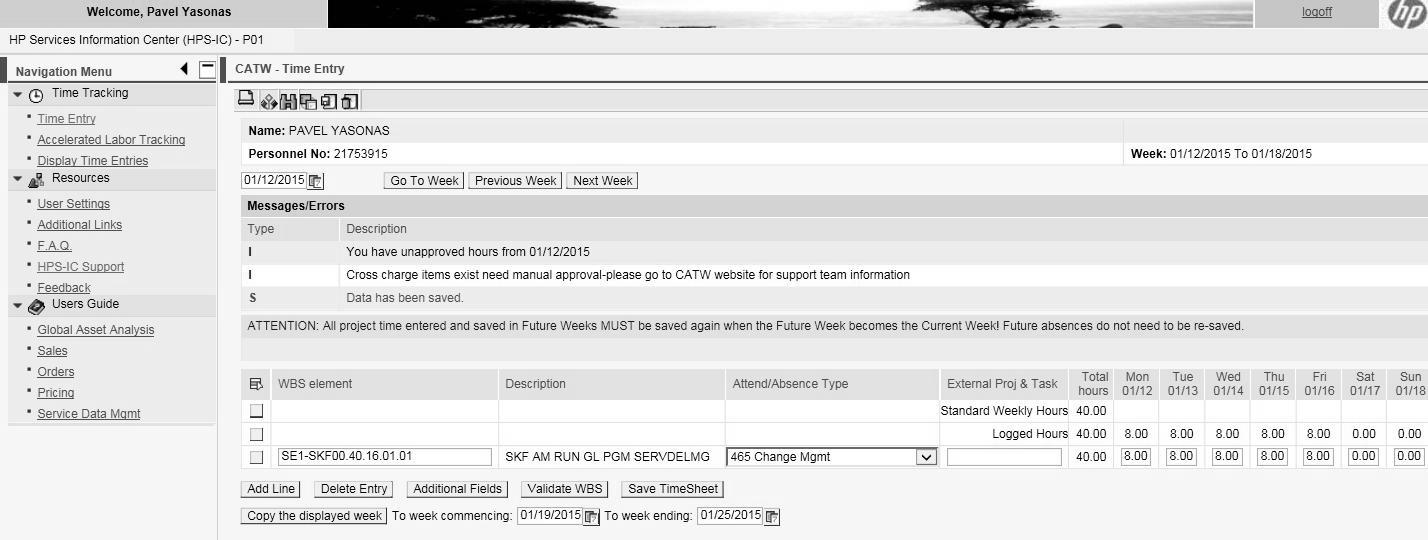 Welcome, Pavel Yasonas
logoff
hp
HP Services Information Center (HPS-IC) - P01
Navigation Menu
Time Tracking
Time Entry
Accelerated Labor Tracking
Display Time Entries
Resources
User Settings
Additional Links
F.A.Q.
HPS-IC Support
Feedback
Users Guide
Global Asset Analysis
Sales
Orders
Pricing
Service Data Mgmt
CATW - Time Entry
Name: PAVEL YASONAS
Personnel No: 21753915 Week: 01/12/2015 To 01/18/2015
01/12/2015 Go To Week Previous Week Next Week
Messages/Errors
Type Description
I You have unapproved hours from 01/12/2015
I Cross charge items exist need manual approval-please go to CATW website for support team information
S Data has been saved.
ATTENTION: All project time entered and saved in Future Weeks MUST be saved again when the Future Week becomes the Current Week! Future absences do not need to be re-saved.
WBS element Description Attend/Absence Type External Proj & Task Total hours Mon 01/12 Tue 01/13 Wed 01/14 Thu 01/15 Fri 01/16 Sat 01/17 Sun 01/18
Standard Weekly Hours 40.00
Logged Hours 40.00 8.00 8.00 8.00 8.00 8.00 0.00 0.00
SE1-SKF00.40.16.01.01 SKF AM RUN GL PGM SERVDELMG 465 Change Mgmt 40.00 8.00 8.00 8.00 8.00 8.00 0.00 0.00
Add Line Delete Entry Additional Fields Validate WBS Save TimeSheet
Copy the displayed week To week commencing: 01/19/2015 To week ending: 01/25/2015